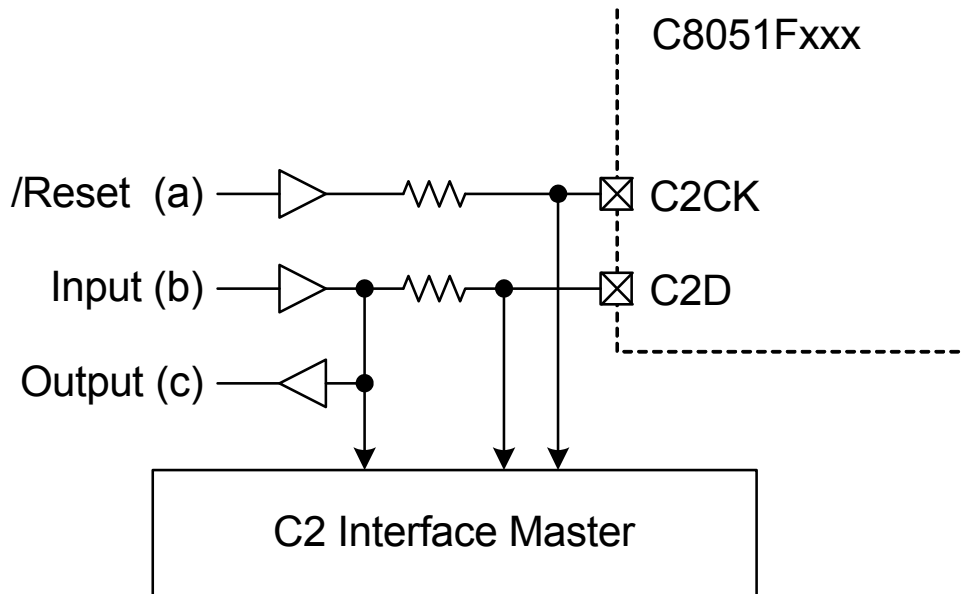 C8051Fxxx
/Reset (a)
C2CK
Input (b)
C2D
Output (c)
C2 Interface Master